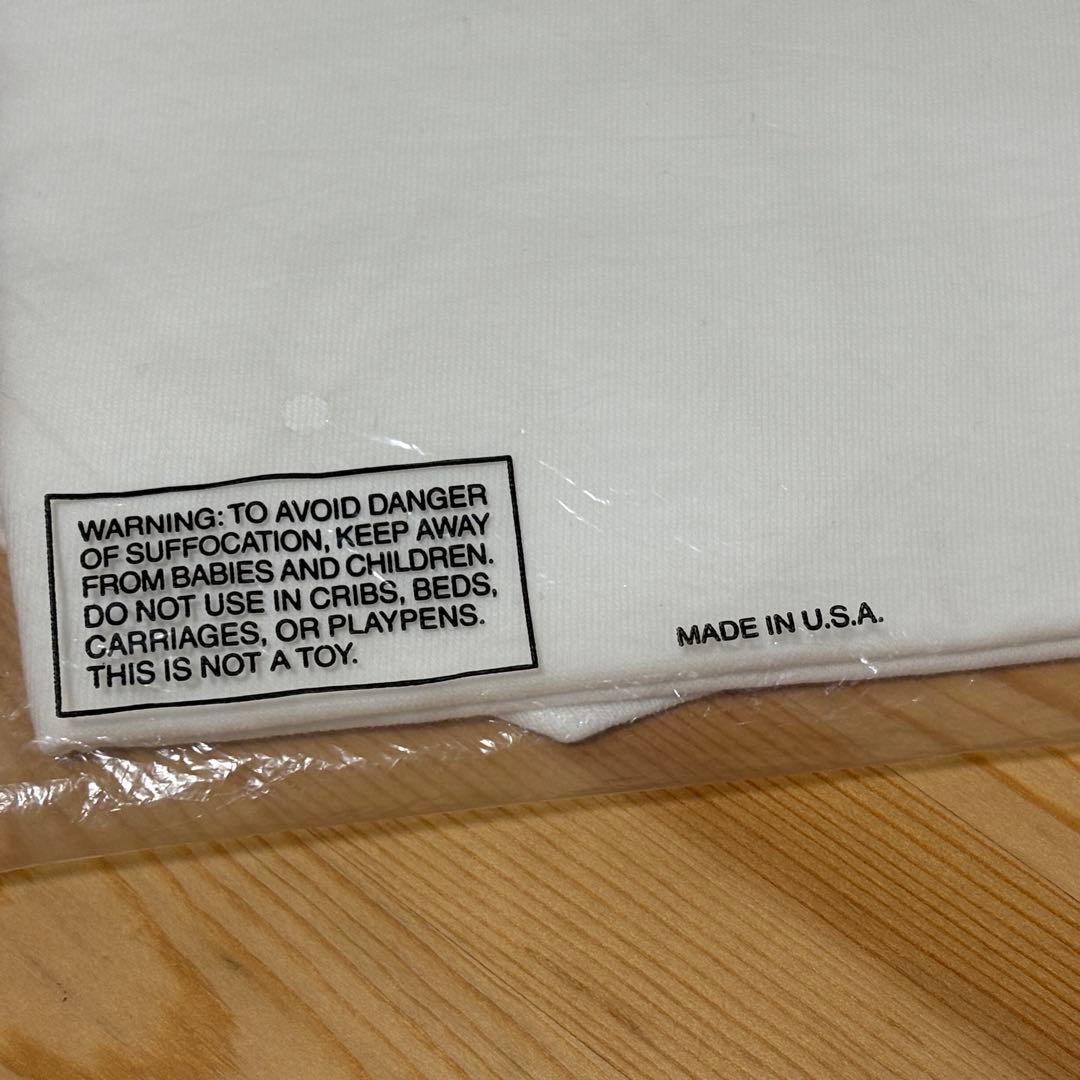 WARNING: TO AVOID DANGER
OF SUFFOCATION, KEEP AWAY
FROM BABIES AND CHILDREN.
DO NOT USE IN CRIBS, BEDS,
CARRIAGES, OR PLAYPENS.
THIS IS NOT A TOY.
MADE IN U.S.A.